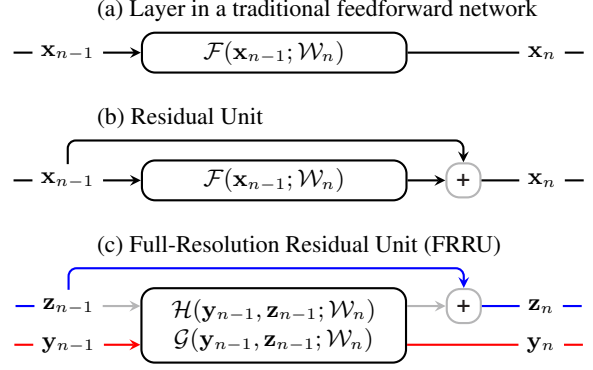 (a) Layer in a traditional feedforward network
x_{n−1} F(x_{n−1}; W_n) x_n
(b) Residual Unit
x_{n−1} F(x_{n−1}; W_n) + x_n
(c) Full-Resolution Residual Unit (FRRU)
z_{n−1} H(y_{n−1}, z_{n−1}; W_n) + z_n
y_{n−1} G(y_{n−1}, z_{n−1}; W_n) y_n